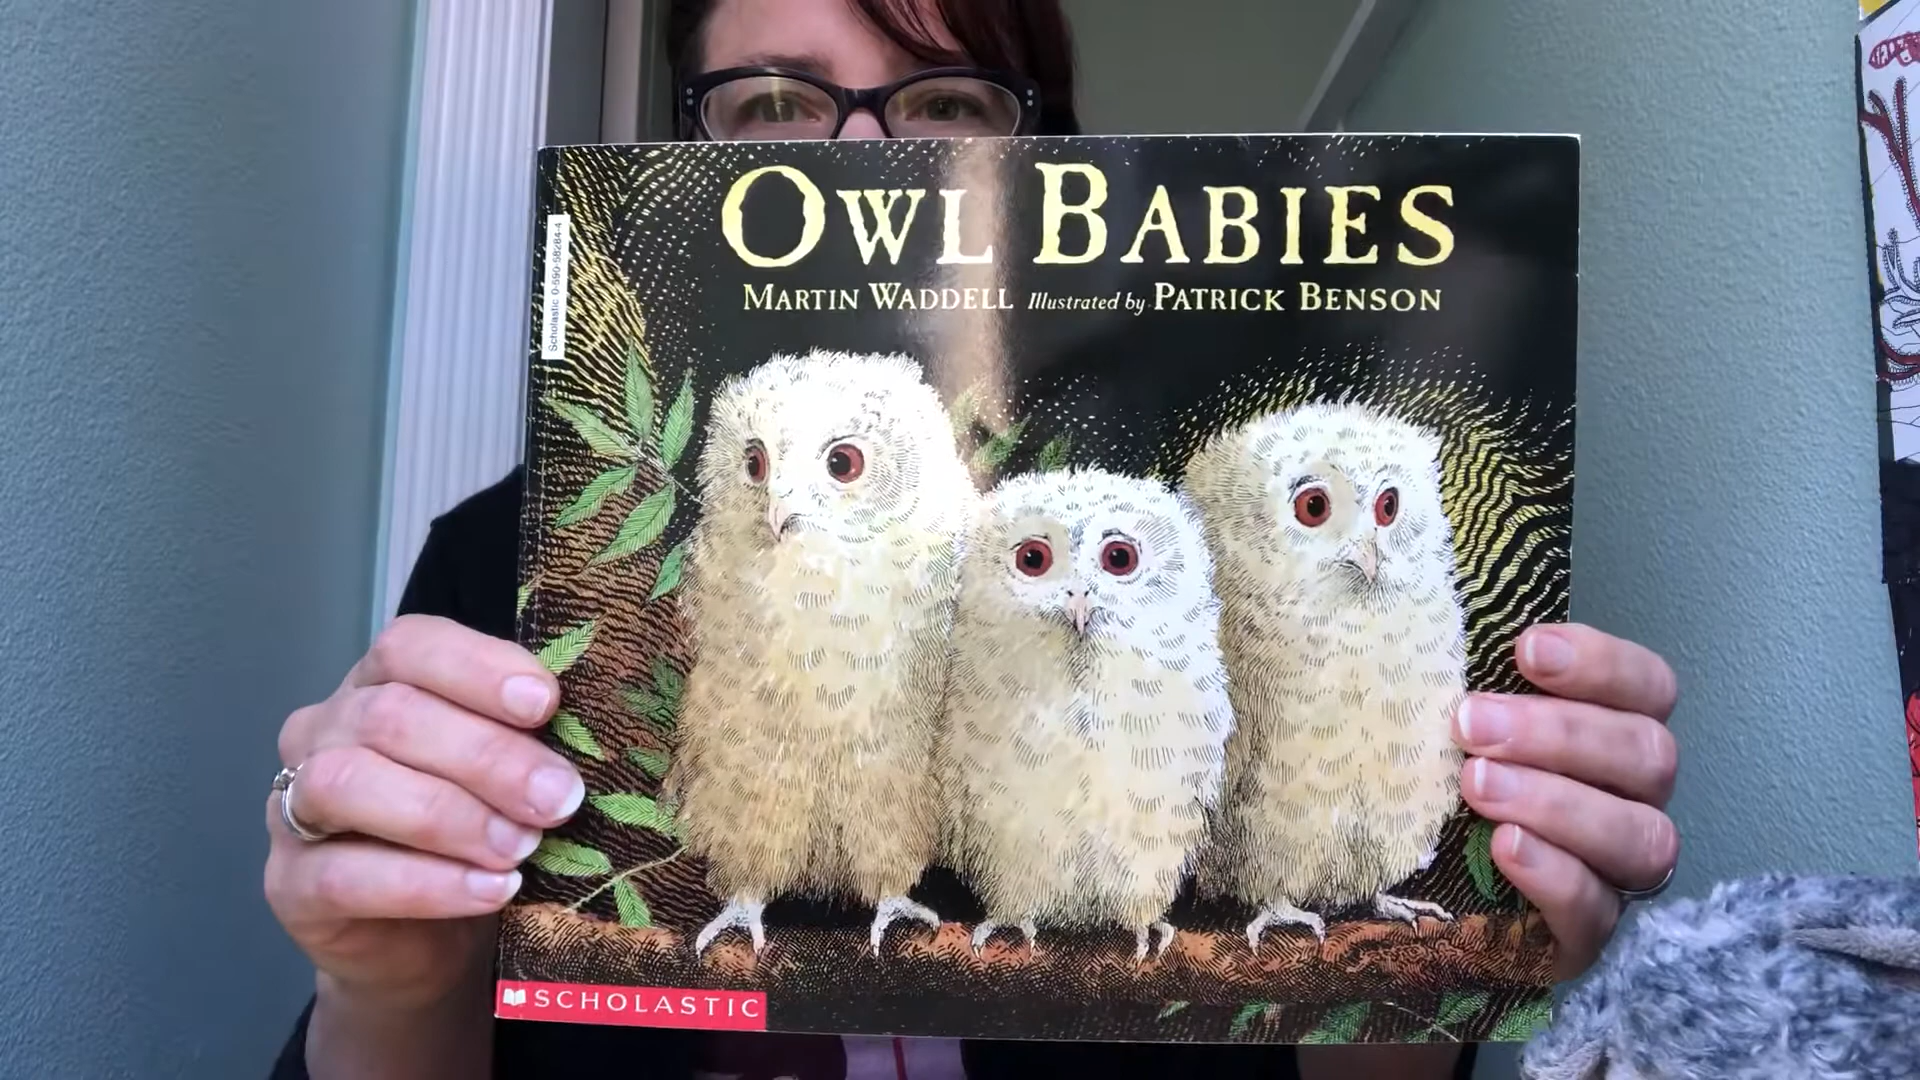 OWL BABIES
MARTIN WADDELL Illustrated by PATRICK BENSON
Scholastic 0-590-58284-4
SCHOLASTIC